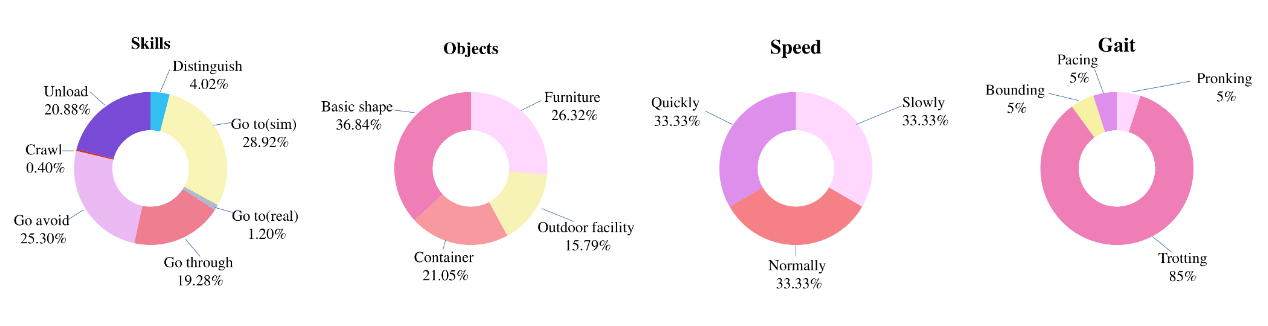 Skills
Distinguish
4.02%
Unload
20.88%
Go to(sim)
28.92%
Crawl
0.40%
Go to(real)
1.20%
Go avoid
25.30%
Go through
19.28%
Objects
Basic shape
36.84%
Furniture
26.32%
Outdoor facility
15.79%
Container
21.05%
Speed
Quickly
33.33%
Slowly
33.33%
Normally
33.33%
Gait
Pacing
5%
Pronking
5%
Bounding
5%
Trotting
85%